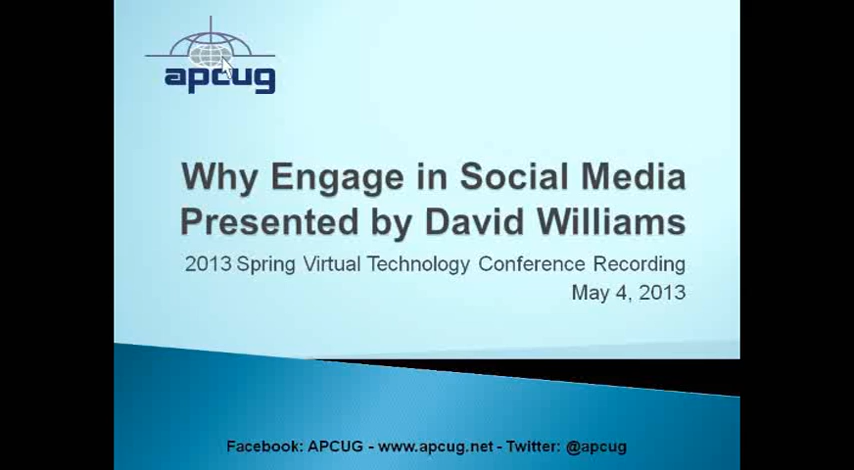 apcug
Why Engage in Social Media
Presented by David Williams
2013 Spring Virtual Technology Conference Recording
May 4, 2013
Facebook: APCUG - www.apcug.net - Twitter: @apcug